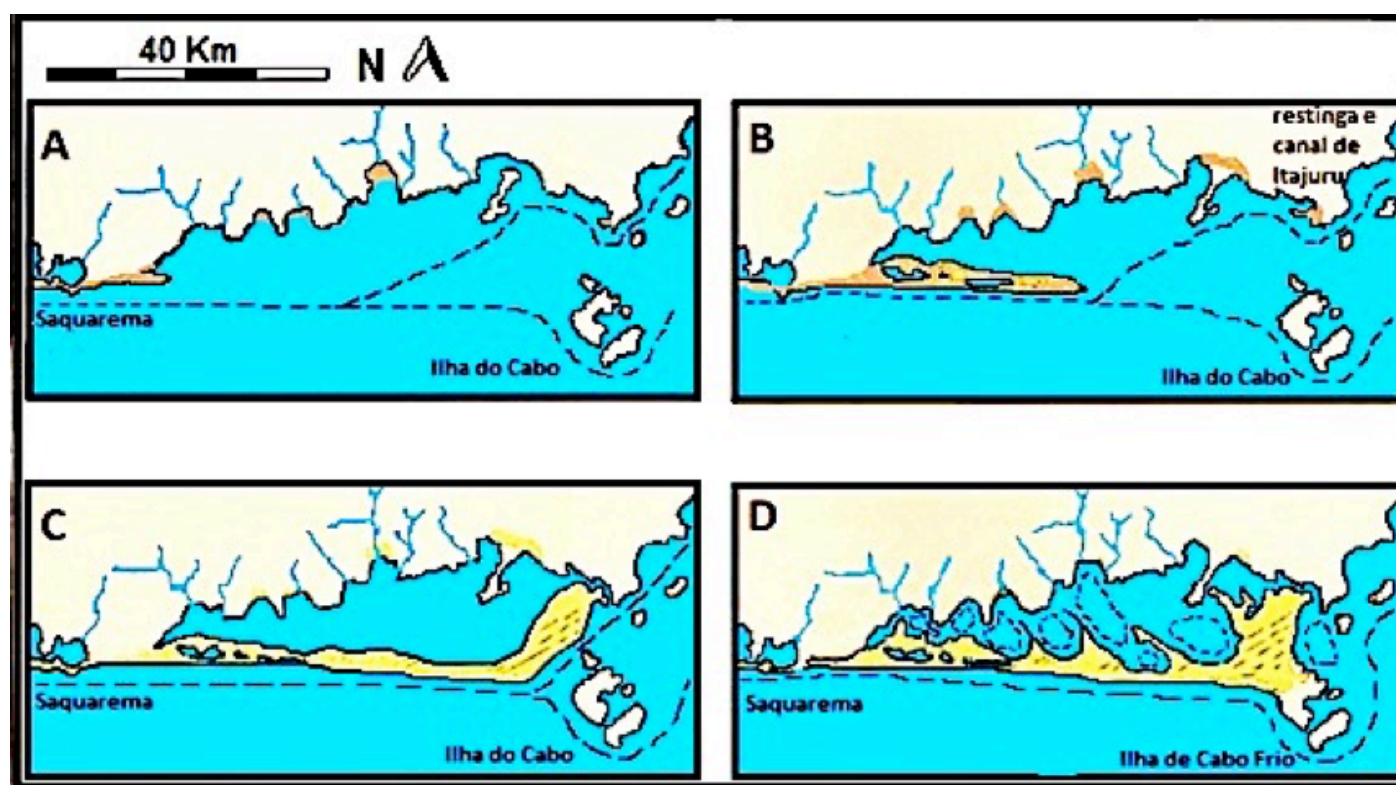 40 Km
N
A
Saquarema
Ilha do Cabo
B
restinga e
canal de
Itajuru
Ilha do Cabo
C
Saquarema
Ilha do Cabo
D
Saquarema
Ilha de Cabo Frio